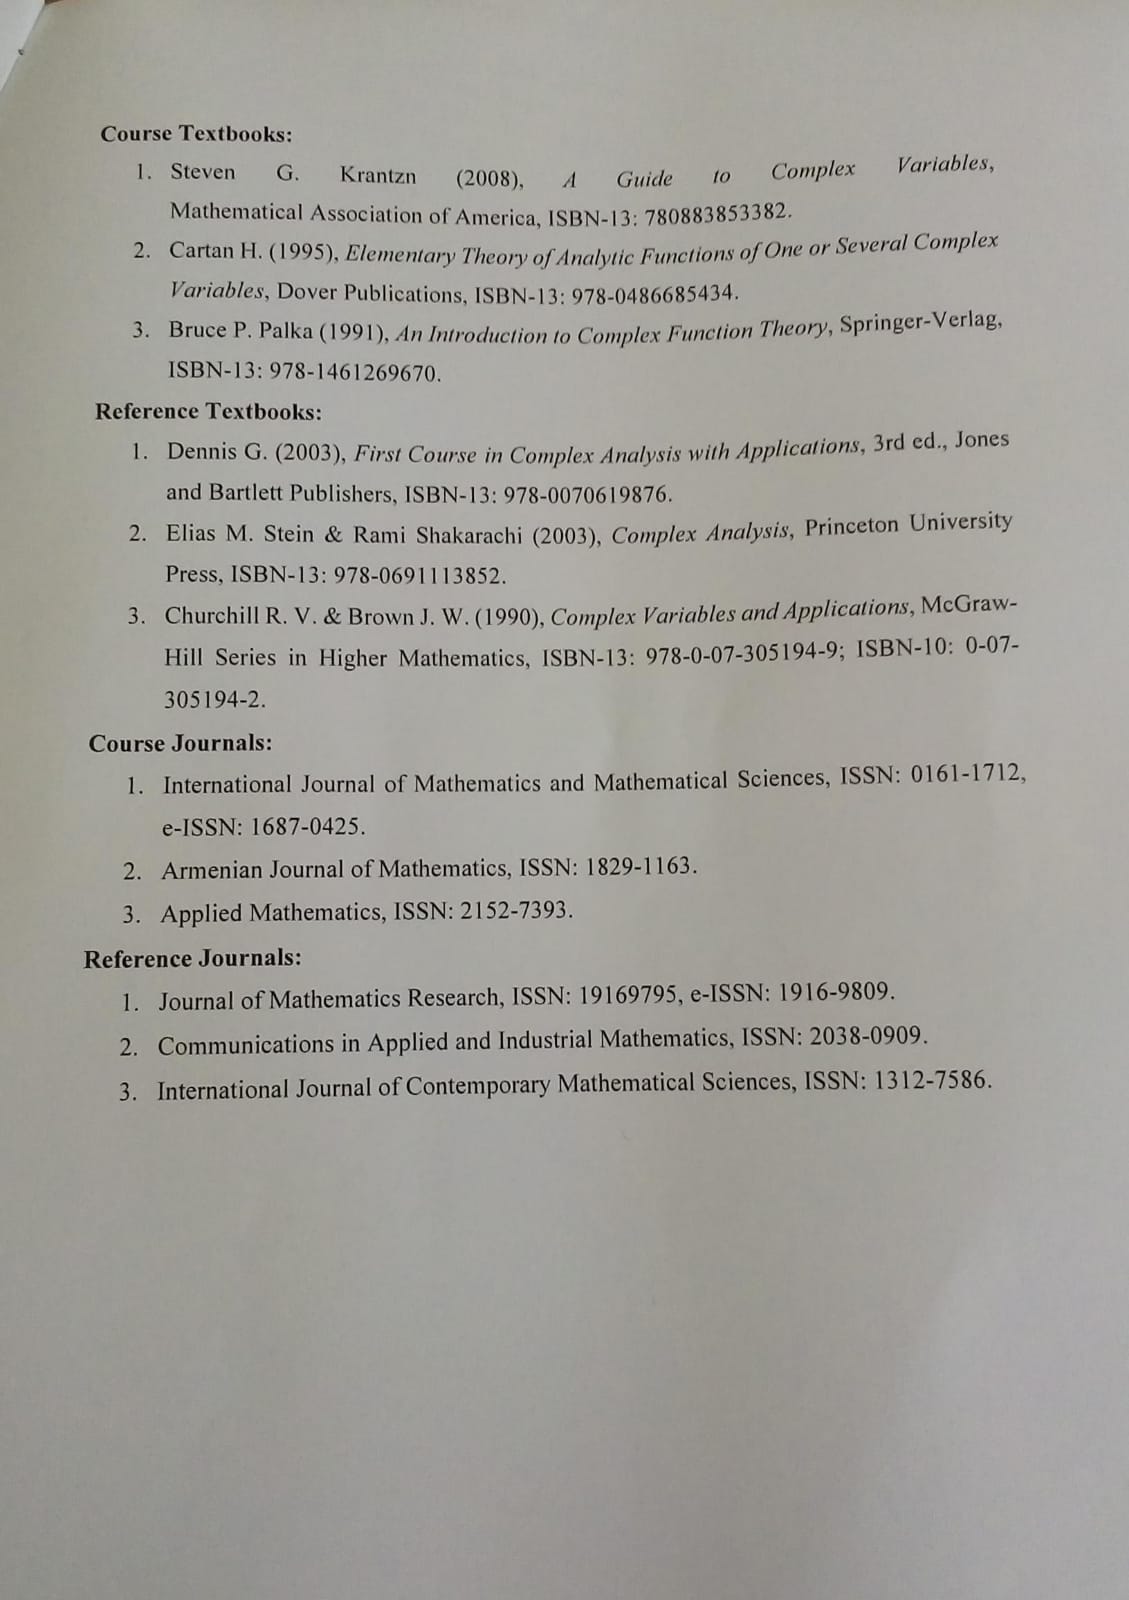 Course Textbooks:
1. Steven G. Krantzn (2008), A Guide to Complex Variables,
Mathematical Association of America, ISBN-13: 780883853382.
2. Cartan H. (1995), Elementary Theory of Analytic Functions of One or Several Complex
Variables, Dover Publications, ISBN-13: 978-0486685434.
3. Bruce P. Palka (1991), An Introduction to Complex Function Theory, Springer-Verlag,
ISBN-13: 978-1461269670.
Reference Textbooks:
1. Dennis G. (2003), First Course in Complex Analysis with Applications, 3rd ed., Jones
and Bartlett Publishers, ISBN-13: 978-0070619876.
2. Elias M. Stein & Rami Shakarachi (2003), Complex Analysis, Princeton University
Press, ISBN-13: 978-0691113852.
3. Churchill R. V. & Brown J. W. (1990), Complex Variables and Applications, McGraw-
Hill Series in Higher Mathematics, ISBN-13: 978-0-07-305194-9; ISBN-10: 0-07-
305194-2.
Course Journals:
1. International Journal of Mathematics and Mathematical Sciences, ISSN: 0161-1712,
e-ISSN: 1687-0425.
2. Armenian Journal of Mathematics, ISSN: 1829-1163.
3. Applied Mathematics, ISSN: 2152-7393.
Reference Journals:
1. Journal of Mathematics Research, ISSN: 19169795, e-ISSN: 1916-9809.
2. Communications in Applied and Industrial Mathematics, ISSN: 2038-0909.
3. International Journal of Contemporary Mathematical Sciences, ISSN: 1312-7586.